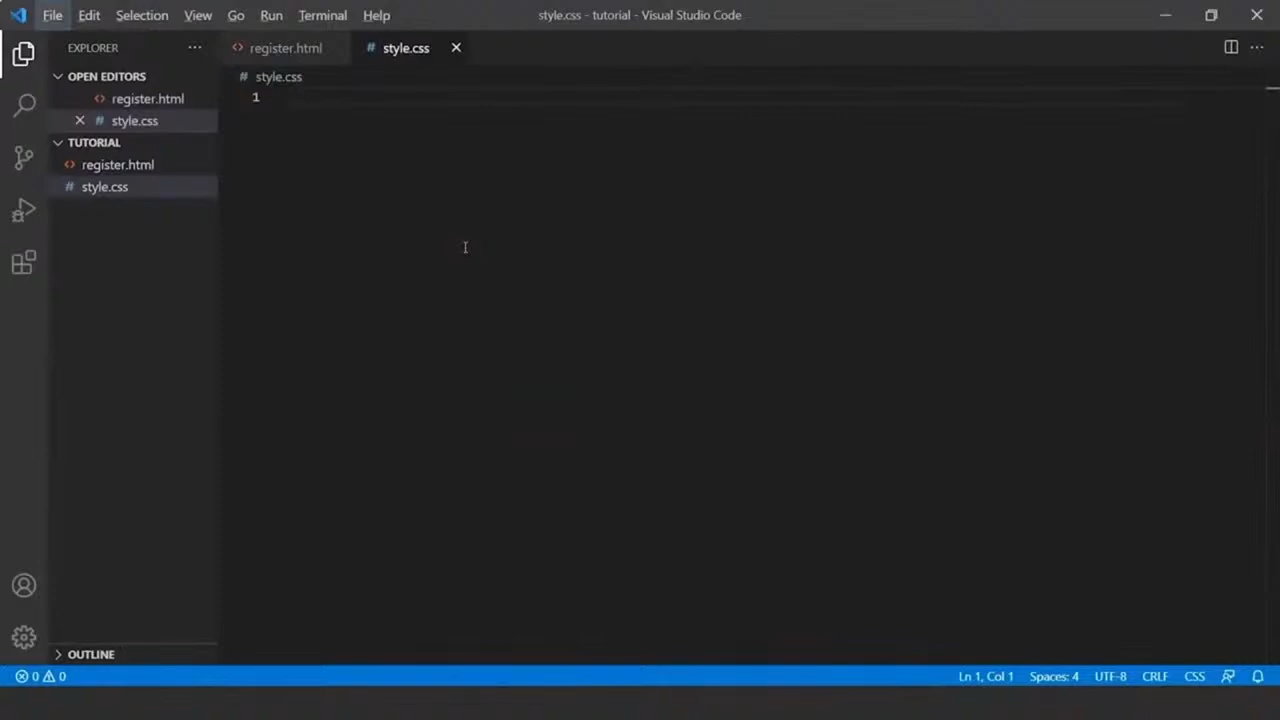 File Edit Selection View Go Run Terminal Help style.css - tutorial - Visual Studio Code
EXPLORER ··· <> register.html # style.css ···
# style.css
OPEN EDITORS
1
<> register.html
# style.css
TUTORIAL
<> register.html
# style.css
OUTLINE
0 0 Ln 1, Col 1 Spaces: 4 UTF-8 CRLF CSS